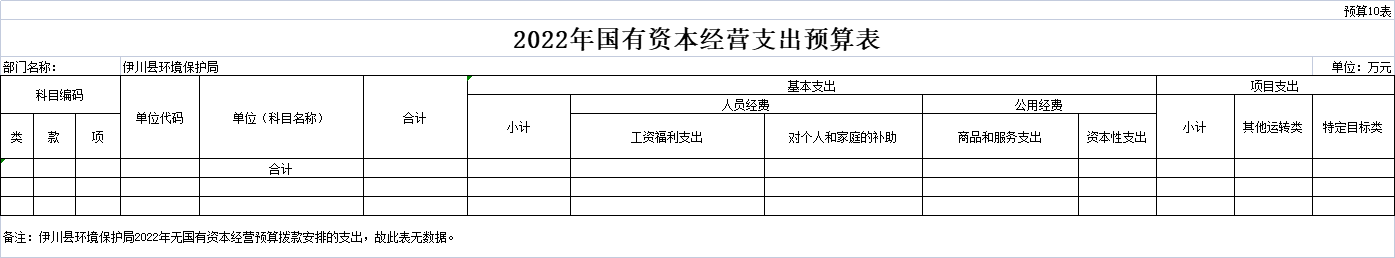 预算10表
2022年国有资本经营支出预算表
部门名称： 伊川县环境保护局 单位：万元
科目编码 单位代码 单位（科目名称） 合计 基本支出 项目支出
小计 人员经费 公用经费 小计 其他运转类 特定目标类
类 款 项 工资福利支出 对个人和家庭的补助 商品和服务支出 资本性支出
合计
备注：伊川县环境保护局2022年无国有资本经营预算拨款安排的支出，故此表无数据。